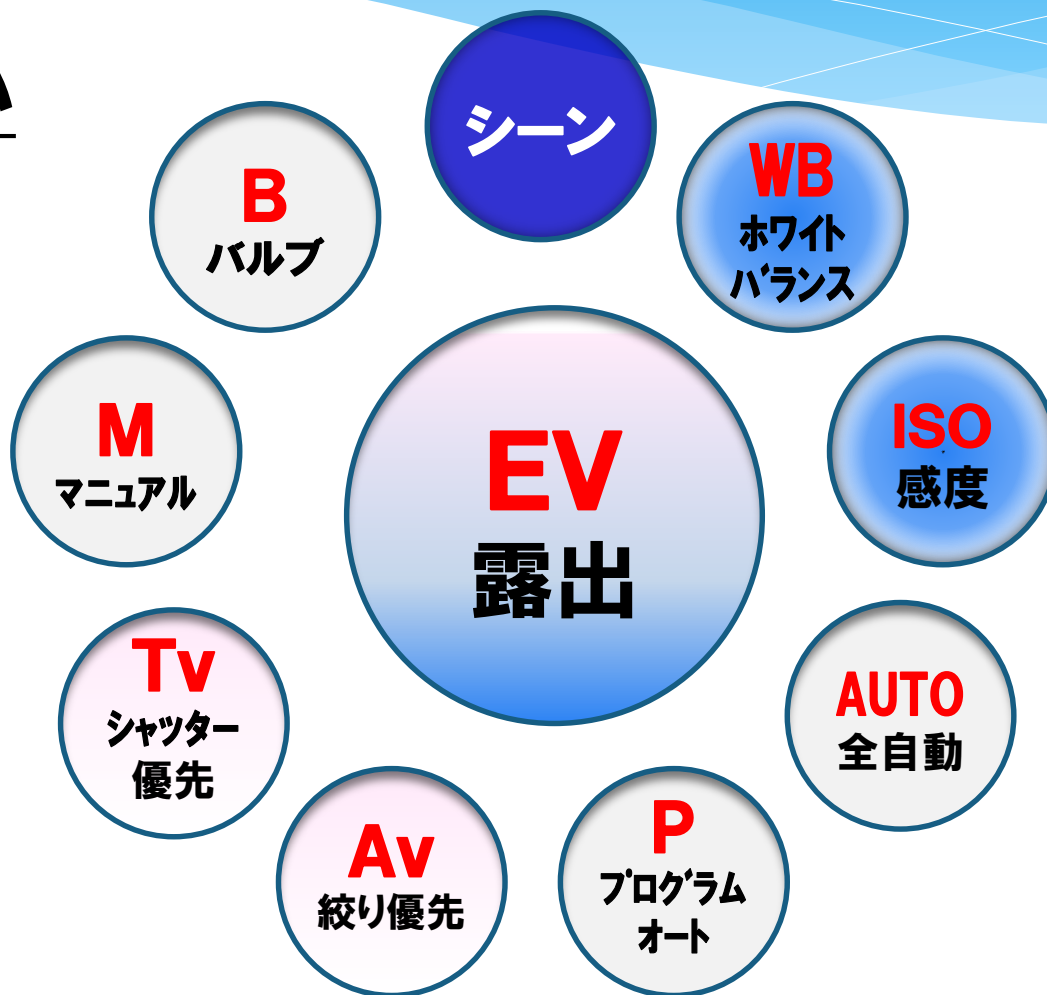 シーン
WB
ホワイト
バランス
ISO
感度
AUTO
全自動
P
プログラム
オート
Av
絞り優先
Tv
シャッター
優先
M
マニュアル
B
バルブ
EV
露出